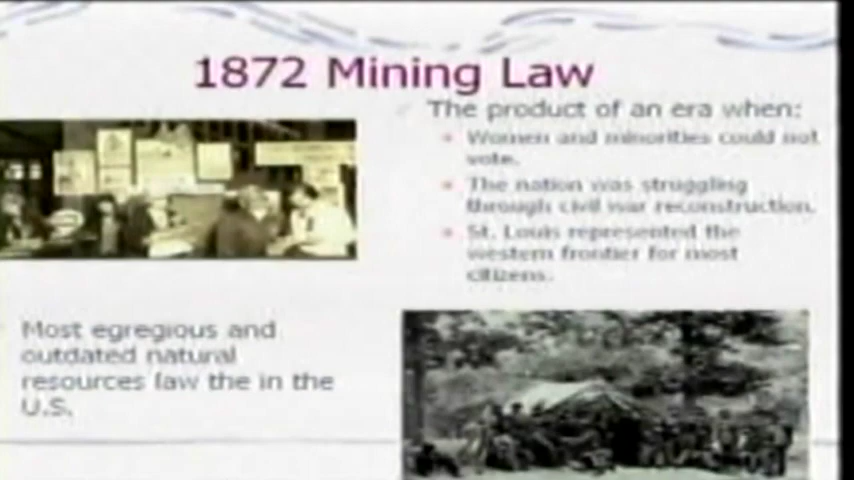 1872 Mining Law
The product of an era when:
Women and minorities could not
vote.
The nation was struggling
through civil war reconstruction.
St. Louis represented the
western frontier for most
citizens.
Most egregious and
outdated natural
resources law the in the
U.S.